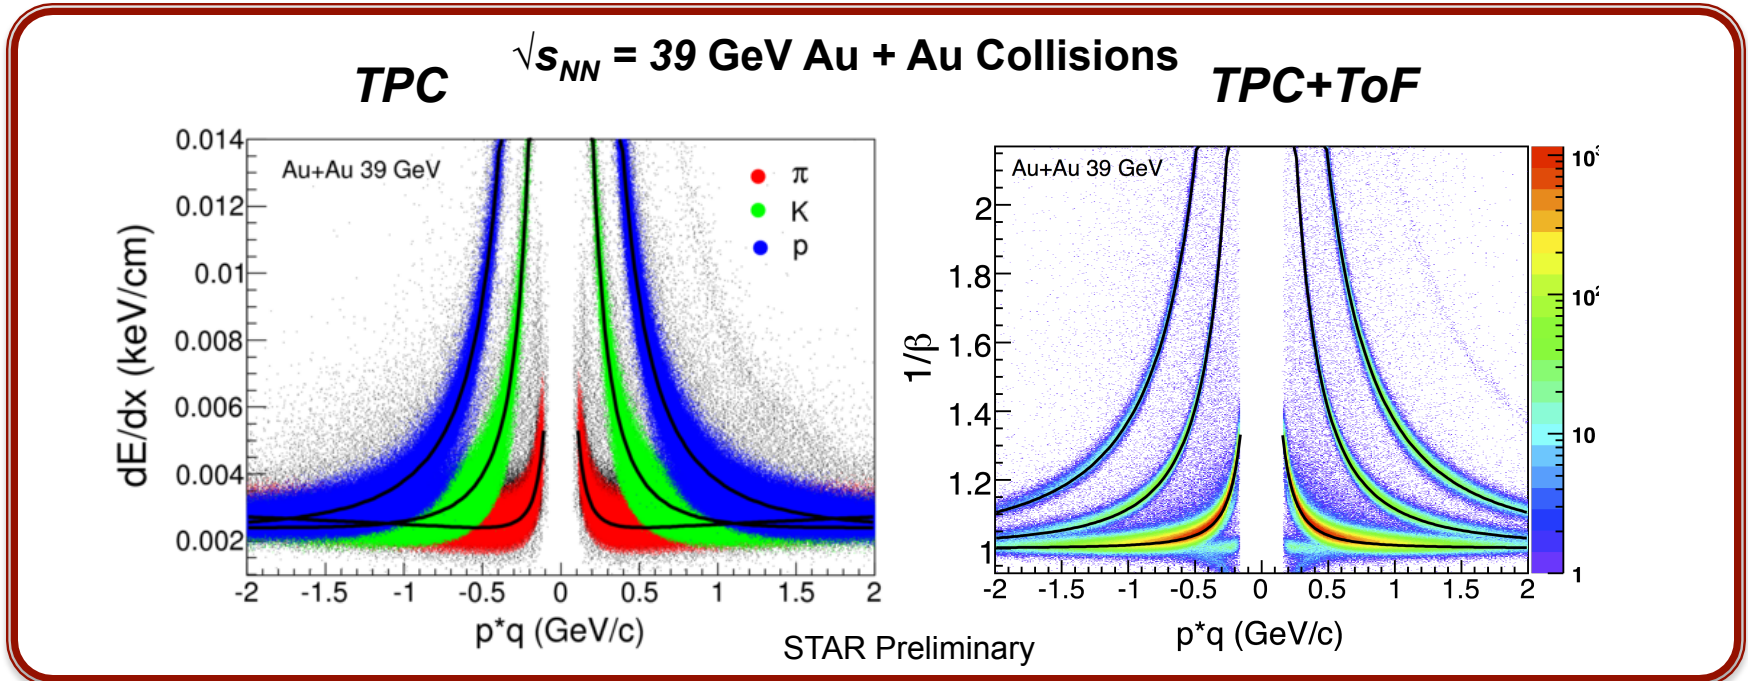 √sNN = 39 GeV Au + Au Collisions
TPC
TPC+ToF
Au+Au 39 GeV
π
K
p
dE/dx (keV/cm)
0.014
0.012
0.01
0.008
0.006
0.004
0.002
-2 -1.5 -1 -0.5 0 0.5 1 1.5 2
p*q (GeV/c)
Au+Au 39 GeV
1/β
2
1.8
1.6
1.4
1.2
1
-2 -1.5 -1 -0.5 0 0.5 1 1.5 2
p*q (GeV/c)
10³
10²
10
1
STAR Preliminary